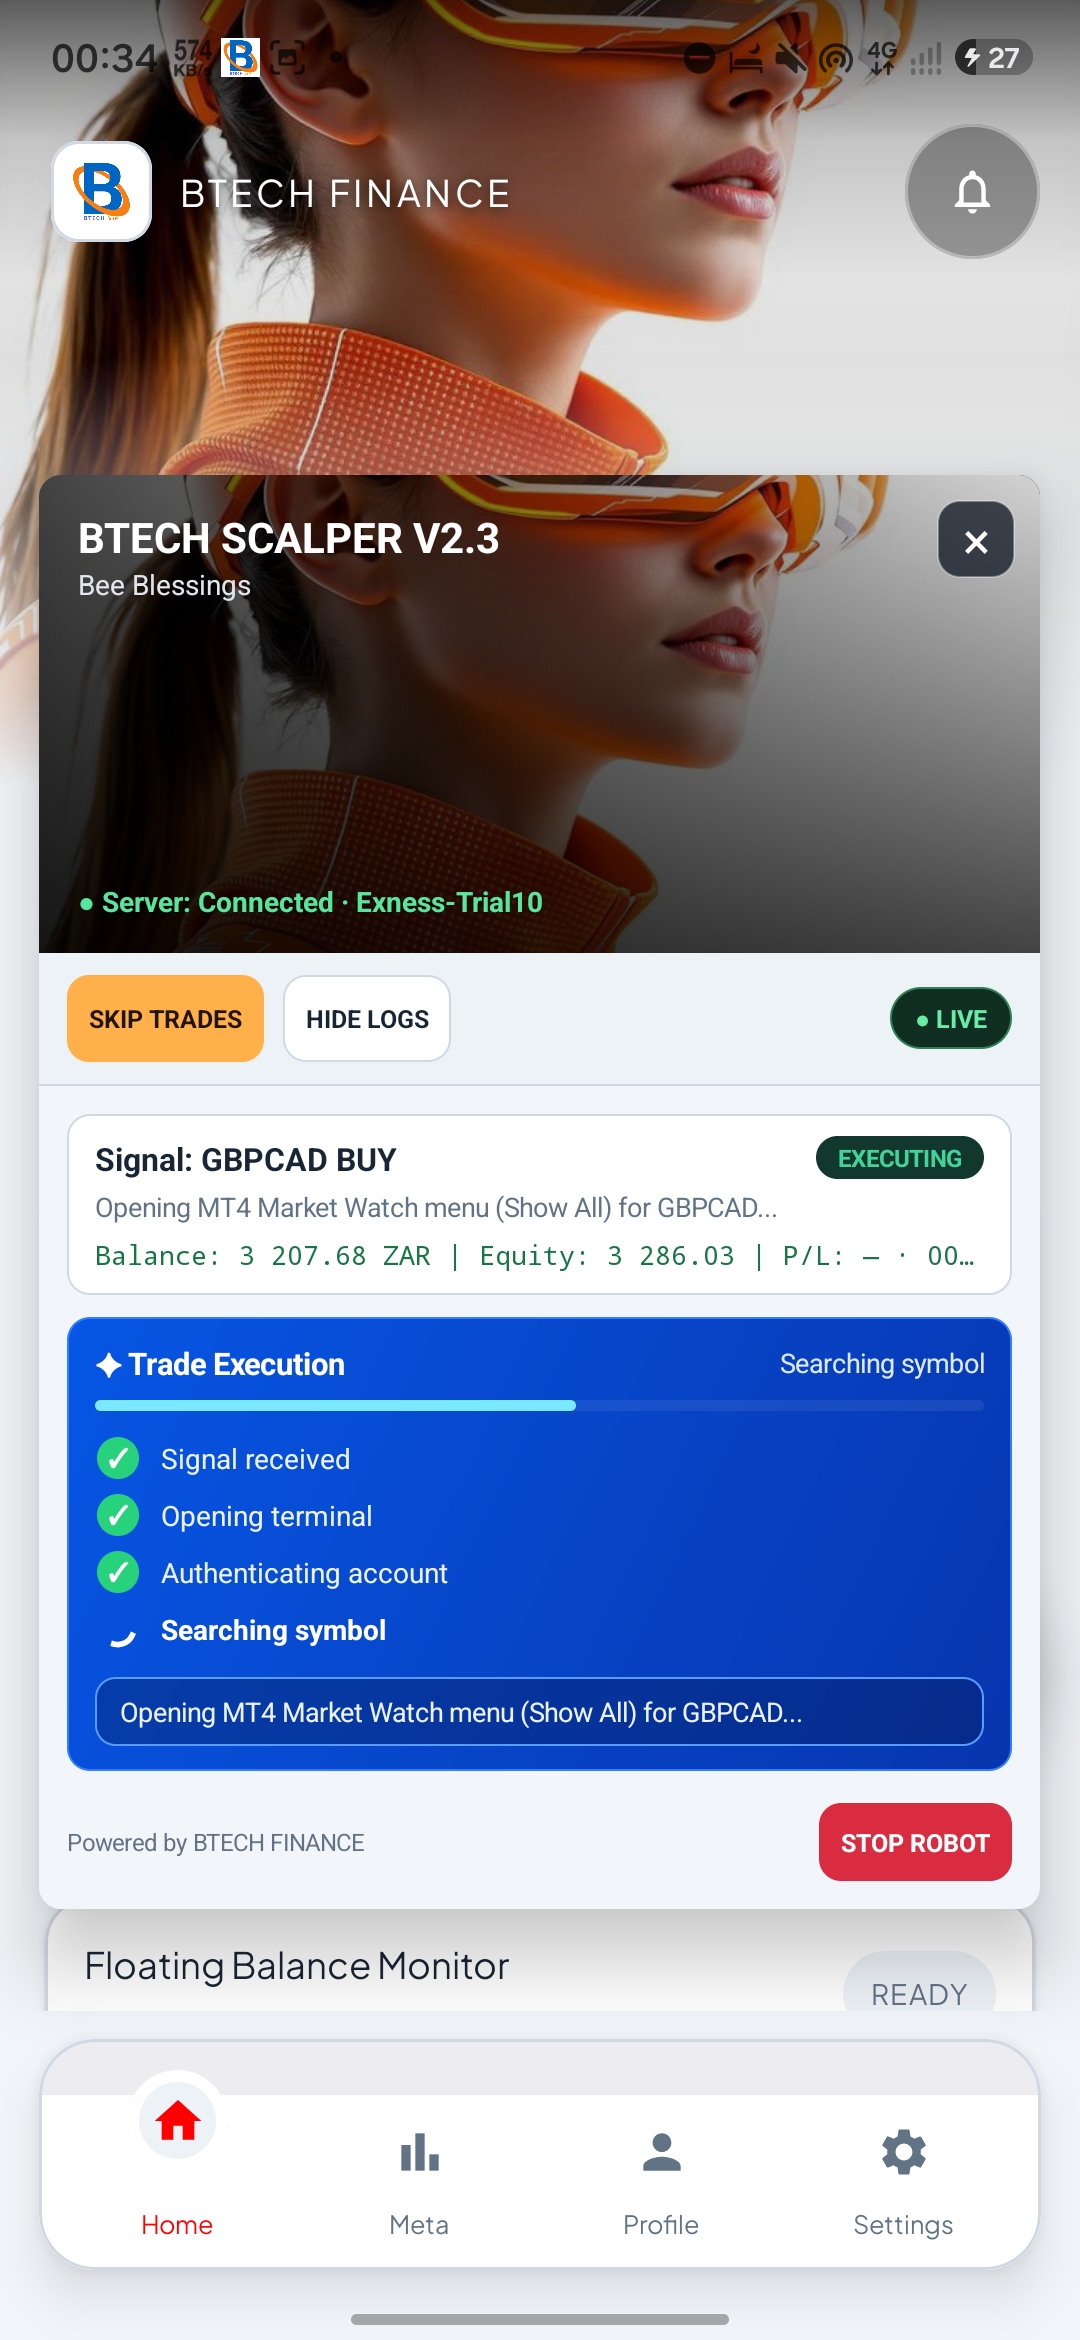 00:34 574 KB/s 4G 27
BTECH FINANCE
BTECH SCALPER V2.3
Bee Blessings
● Server: Connected · Exness-Trial10
SKIP TRADES
HIDE LOGS
● LIVE
Signal: GBPCAD BUY
EXECUTING
Opening MT4 Market Watch menu (Show All) for GBPCAD...
Balance: 3 207.68 ZAR | Equity: 3 286.03 | P/L: — · 00…
✦ Trade Execution
Searching symbol
Signal received
Opening terminal
Authenticating account
Searching symbol
Opening MT4 Market Watch menu (Show All) for GBPCAD...
Powered by BTECH FINANCE
STOP ROBOT
Floating Balance Monitor
READY
Home
Meta
Profile
Settings